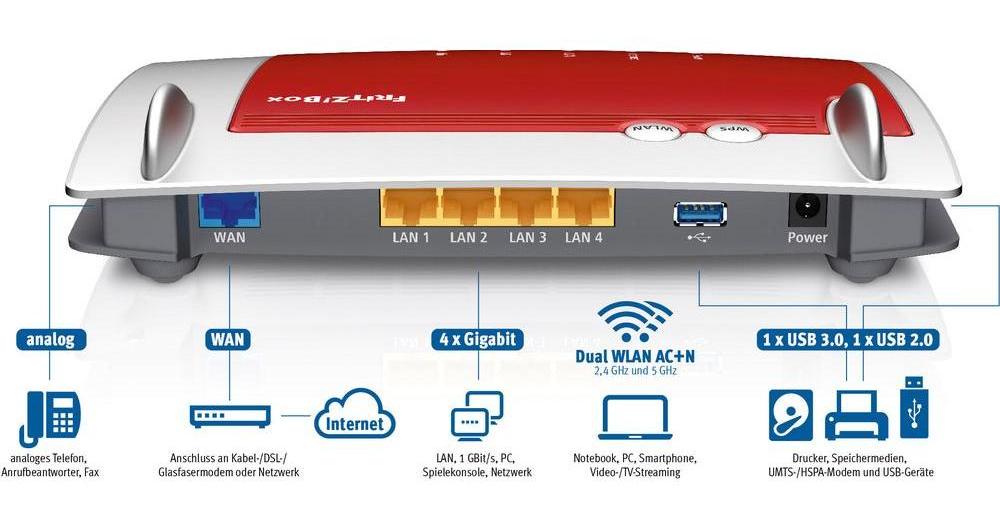 FRITZ!Box
WLAN
WPS
WAN
LAN 1
LAN 2
LAN 3
LAN 4
Power
analog
WAN
4 x Gigabit
Dual WLAN AC+N
2,4 GHz und 5 GHz
1 x USB 3.0, 1 x USB 2.0
Internet
analoges Telefon,
Anrufbeantworter, Fax
Anschluss an Kabel-/DSL-/
Glasfasermodem oder Netzwerk
LAN, 1 GBit/s, PC,
Spielekonsole, Netzwerk
Notebook, PC, Smartphone,
Video-/TV-Streaming
Drucker, Speichermedien,
UMTS-/HSPA-Modem und USB-Geräte